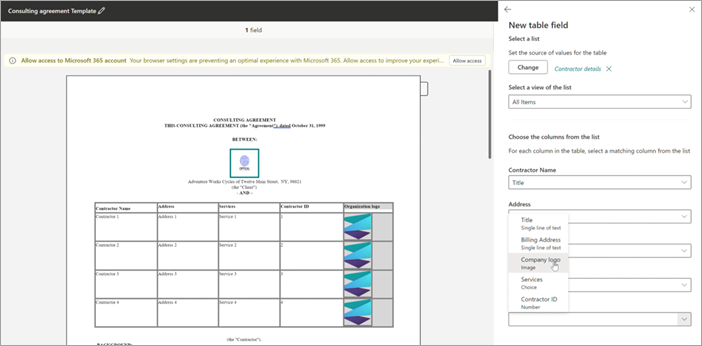 Consulting agreement Template
1 field
Allow access to Microsoft 365 account Your browser settings are preventing an optimal experience with Microsoft 365. Allow access to improve your experi...
Allow access
CONSULTING AGREEMENT
THIS CONSULTING AGREEMENT (the "Agreement"), dated October 31, 1999
BETWEEN:
Adventure Works Cycles of Twelve Main Street, NY, 98021
(the "Client")
- AND -
Contractor Name Address Services Contractor ID Organization logo
Contractor 1 Address 1 Service 1 1
Contractor 2 Address 2 Service 2 2
Contractor 3 Address 3 Service 3 3
Contractor 4 Address 4 Service 4 4
(the "Contractor");
New table field
Select a list
Set the source of values for the table
Change
Contractor details
Select a view of the list
All Items
Choose the columns from the list
For each column in the table, select a matching column from the list
Contractor Name
Title
Address
Title
Single line of text
Billing Address
Single line of text
Company logo
Image
Services
Choice
Contractor ID
Number